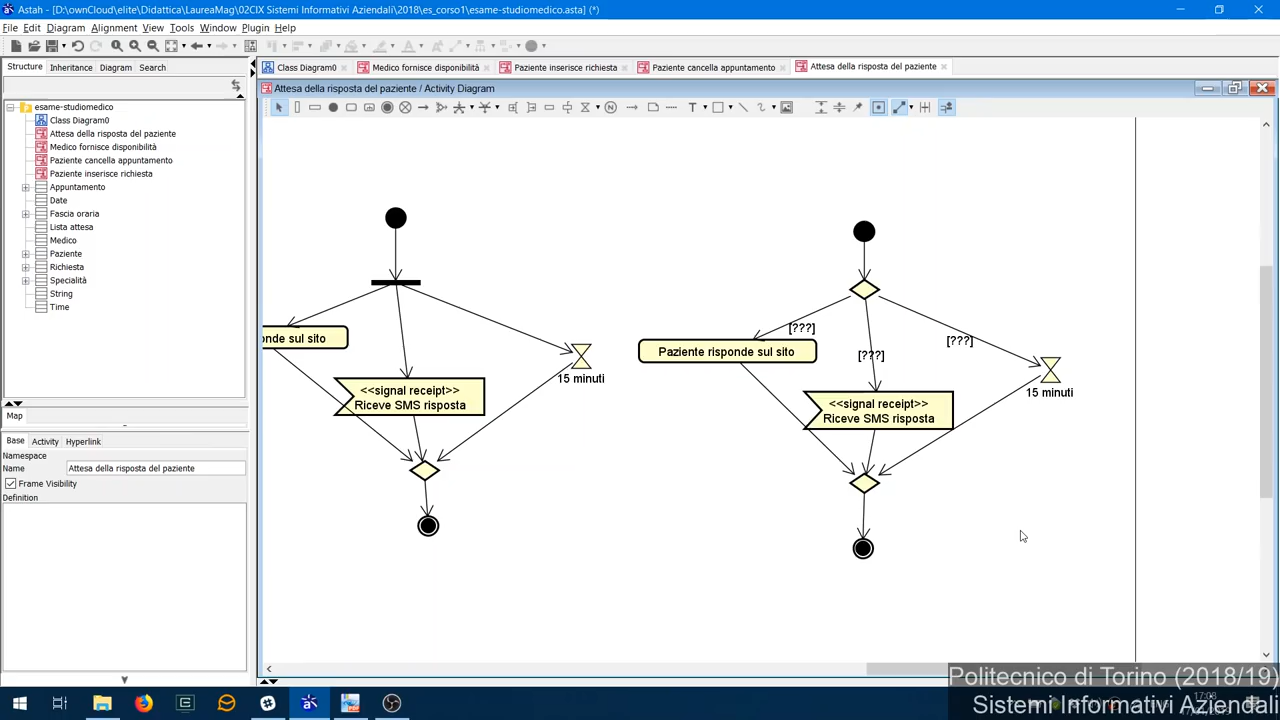 Astah - [D:\ownCloud\elite\Didattica\LaureaMag\02CIX Sistemi Informativi Aziendali\2018\es_corso1\esame-studiomedico.asta] (*)
File Edit Diagram Alignment View Tools Window Plugin Help
Structure Inheritance Diagram Search
Class Diagram0 Medico fornisce disponibilità Paziente inserisce richiesta Paziente cancella appuntamento Attesa della risposta del paziente
Attesa della risposta del paziente / Activity Diagram
esame-studiomedico
Class Diagram0
Attesa della risposta del paziente
Medico fornisce disponibilità
Paziente cancella appuntamento
Paziente inserisce richiesta
Appuntamento
Date
Fascia oraria
Lista attesa
Medico
Paziente
Richiesta
Specialità
String
Time
Map
Base Activity Hyperlink
Namespace
Name Attesa della risposta del paziente
Frame Visibility
Definition
onde sul sito
<<signal receipt>>
Riceve SMS risposta
15 minuti
[???]
[???]
[???]
Paziente risponde sul sito
<<signal receipt>>
Riceve SMS risposta
15 minuti
Politecnico di Torino (2018/19)
Sistemi Informativi Aziendali
17:08